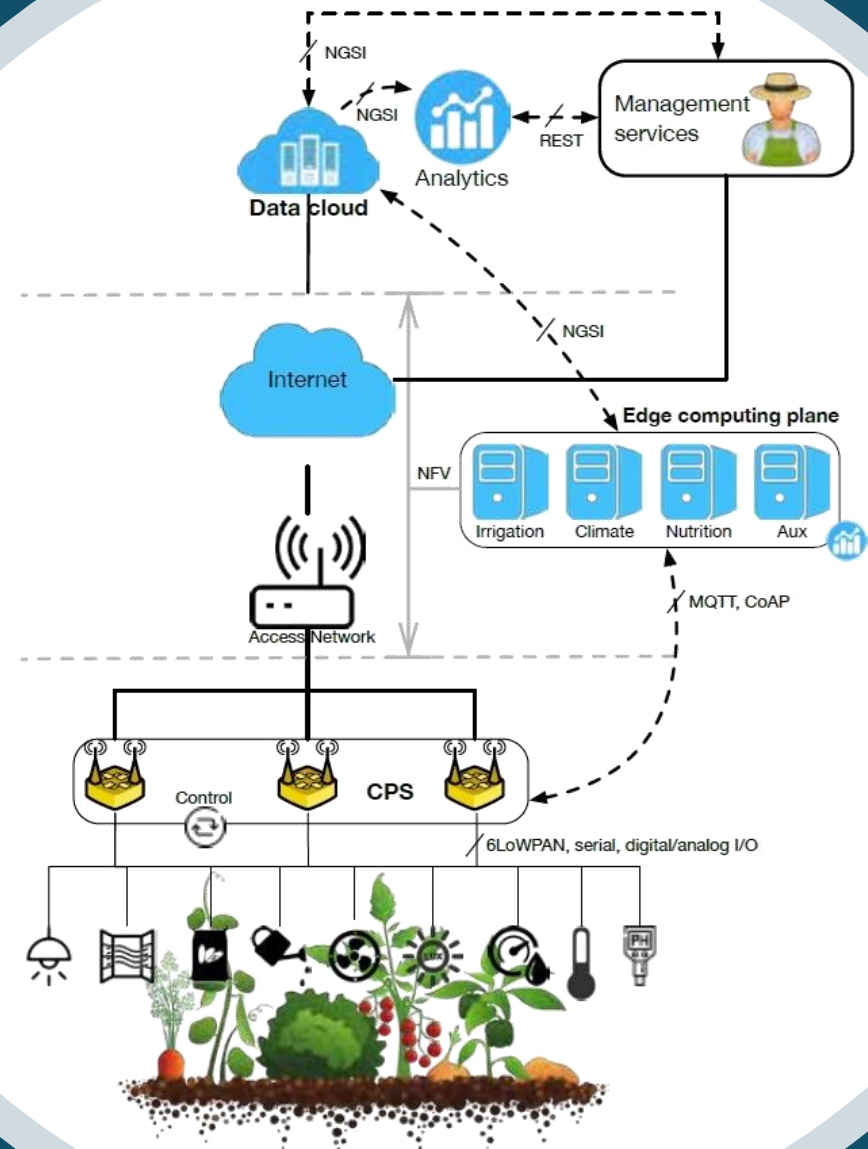 NGSI
NGSI
Analytics
REST
Management
services
Data cloud
NGSI
Internet
Edge computing plane
NFV
Irrigation
Climate
Nutrition
Aux
MQTT, CoAP
Access Network
Control
CPS
6LoWPAN, serial, digital/analog I/O
LUX
PH